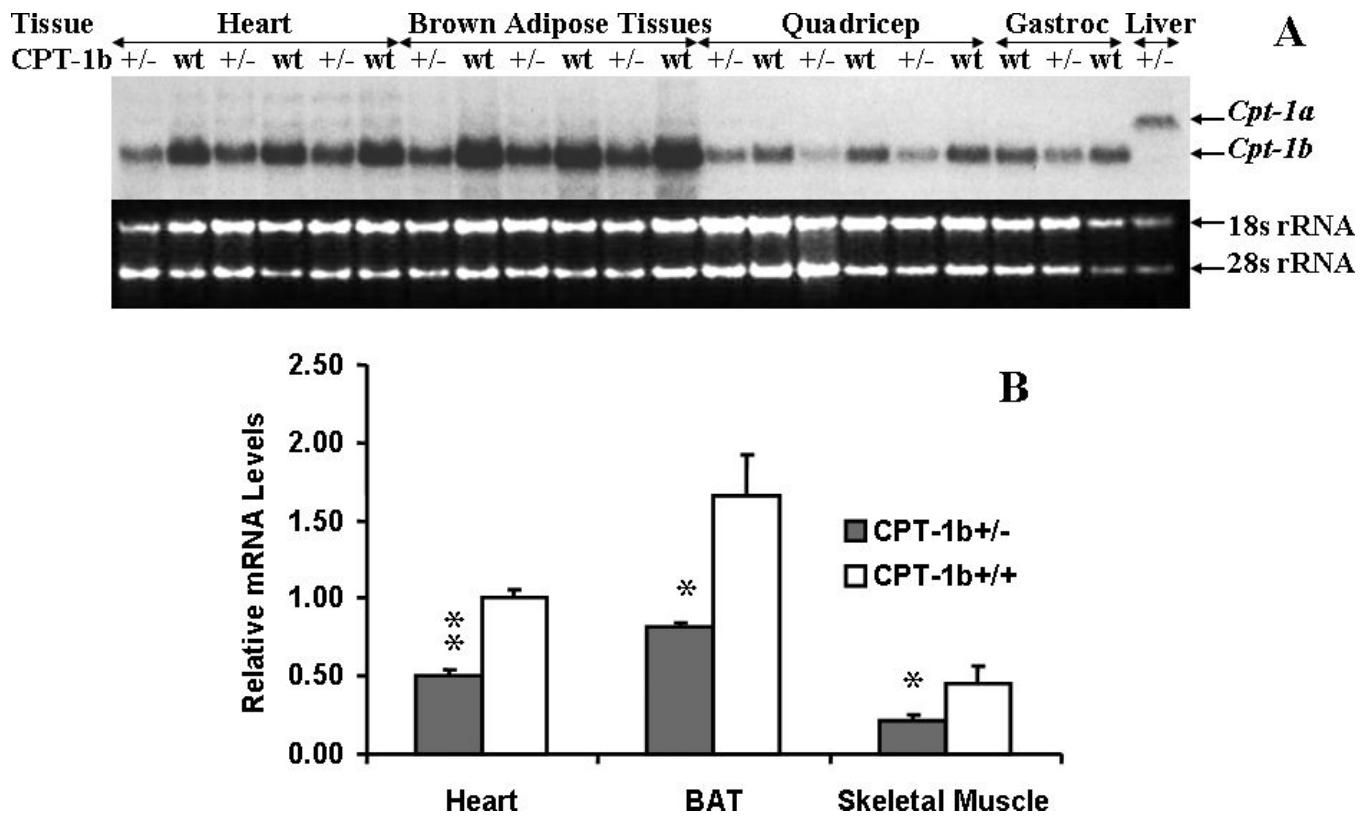 Tissue Heart Brown Adipose Tissues Quadricep Gastroc Liver A
CPT-1b +/- wt +/- wt +/- wt +/- wt +/- wt +/- wt +/- wt +/- wt +/- wt wt +/- wt +/-
Cpt-1a
Cpt-1b
18s rRNA
28s rRNA
B
2.50
2.00
1.50
1.00
0.50
0.00
Relative mRNA Levels
*
*
*
*
CPT-1b+/-
CPT-1b+/+
Heart BAT Skeletal Muscle